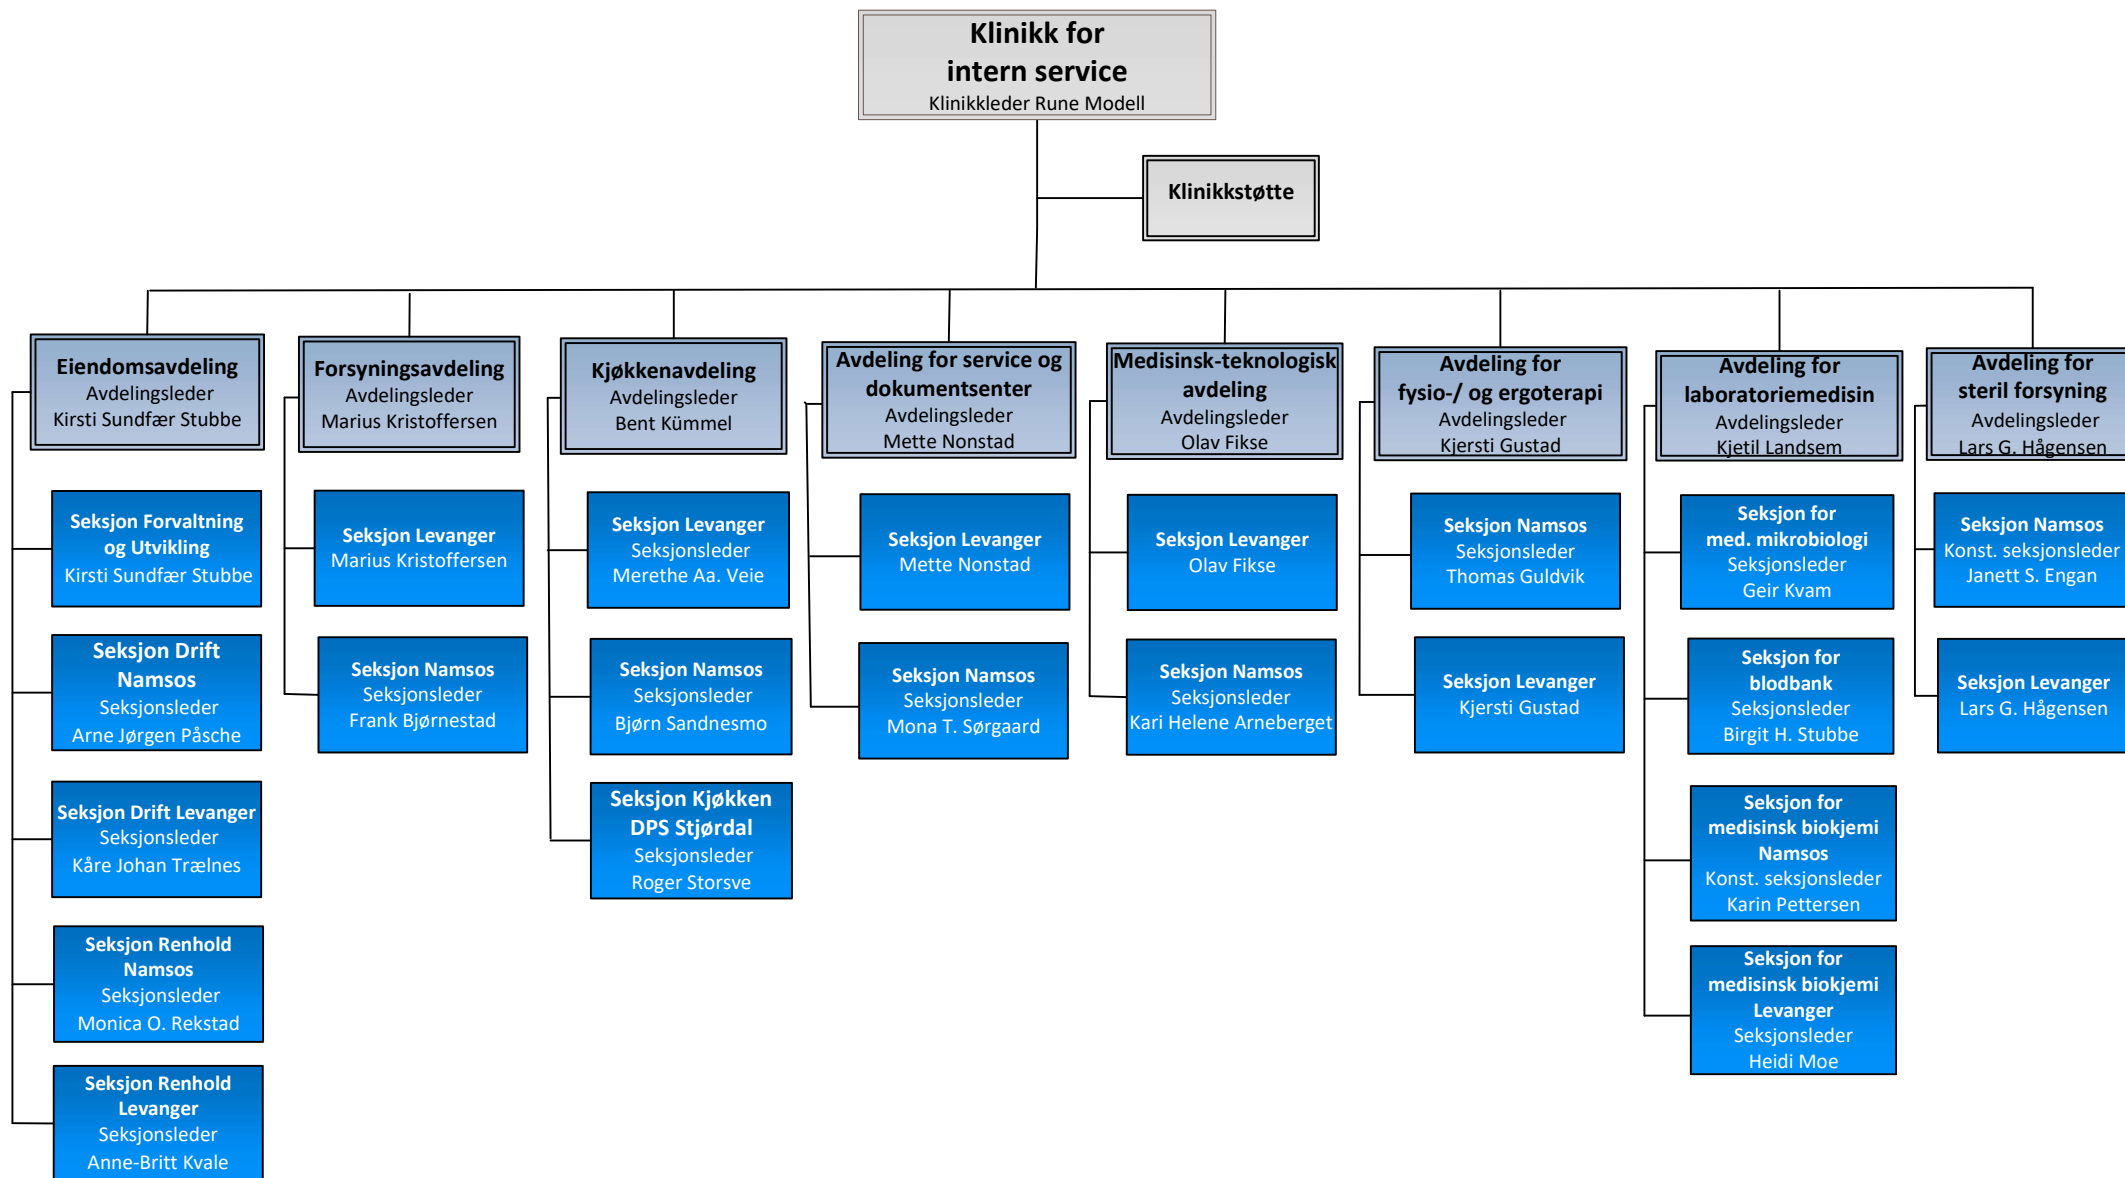 Klinikk for
intern service
Klinikkleder Rune Modell
Klinikkstøtte
Eiendomsavdeling
Avdelingsleder
Kirsti Sundfær Stubbe
Seksjon Forvaltning
og Utvikling
Kirsti Sundfær Stubbe
Seksjon Drift
Namsos
Seksjonsleder
Arne Jørgen Påsche
Seksjon Drift Levanger
Seksjonsleder
Kåre Johan Trælnes
Seksjon Renhold
Namsos
Seksjonsleder
Monica O. Rekstad
Seksjon Renhold
Levanger
Seksjonsleder
Anne-Britt Kvale
Forsyningsavdeling
Avdelingsleder
Marius Kristoffersen
Seksjon Levanger
Marius Kristoffersen
Seksjon Namsos
Seksjonsleder
Frank Bjørnestad
Kjøkkenavdeling
Avdelingsleder
Bent Kümmel
Seksjon Levanger
Seksjonsleder
Merethe Aa. Veie
Seksjon Namsos
Seksjonsleder
Bjørn Sandnesmo
Seksjon Kjøkken
DPS Stjørdal
Seksjonsleder
Roger Storsve
Avdeling for service og
dokumentsenter
Avdelingsleder
Mette Nonstad
Seksjon Levanger
Mette Nonstad
Seksjon Namsos
Seksjonsleder
Mona T. Sørgaard
Medisinsk-teknologisk
avdeling
Avdelingsleder
Olav Fikse
Seksjon Levanger
Olav Fikse
Seksjon Namsos
Seksjonsleder
Kari Helene Arneberget
Avdeling for
fysio-/ og ergoterapi
Avdelingsleder
Kjersti Gustad
Seksjon Namsos
Seksjonsleder
Thomas Guldvik
Seksjon Levanger
Kjersti Gustad
Avdeling for
laboratoriemedisin
Avdelingsleder
Kjetil Landsem
Seksjon for
med. mikrobiologi
Seksjonsleder
Geir Kvam
Seksjon for
blodbank
Seksjonsleder
Birgit H. Stubbe
Seksjon for
medisinsk biokjemi
Namsos
Konst. seksjonsleder
Karin Pettersen
Seksjon for
medisinsk biokjemi
Levanger
Seksjonsleder
Heidi Moe
Avdeling for
steril forsyning
Avdelingsleder
Lars G. Hågensen
Seksjon Namsos
Konst. seksjonsleder
Janett S. Engan
Seksjon Levanger
Lars G. Hågensen